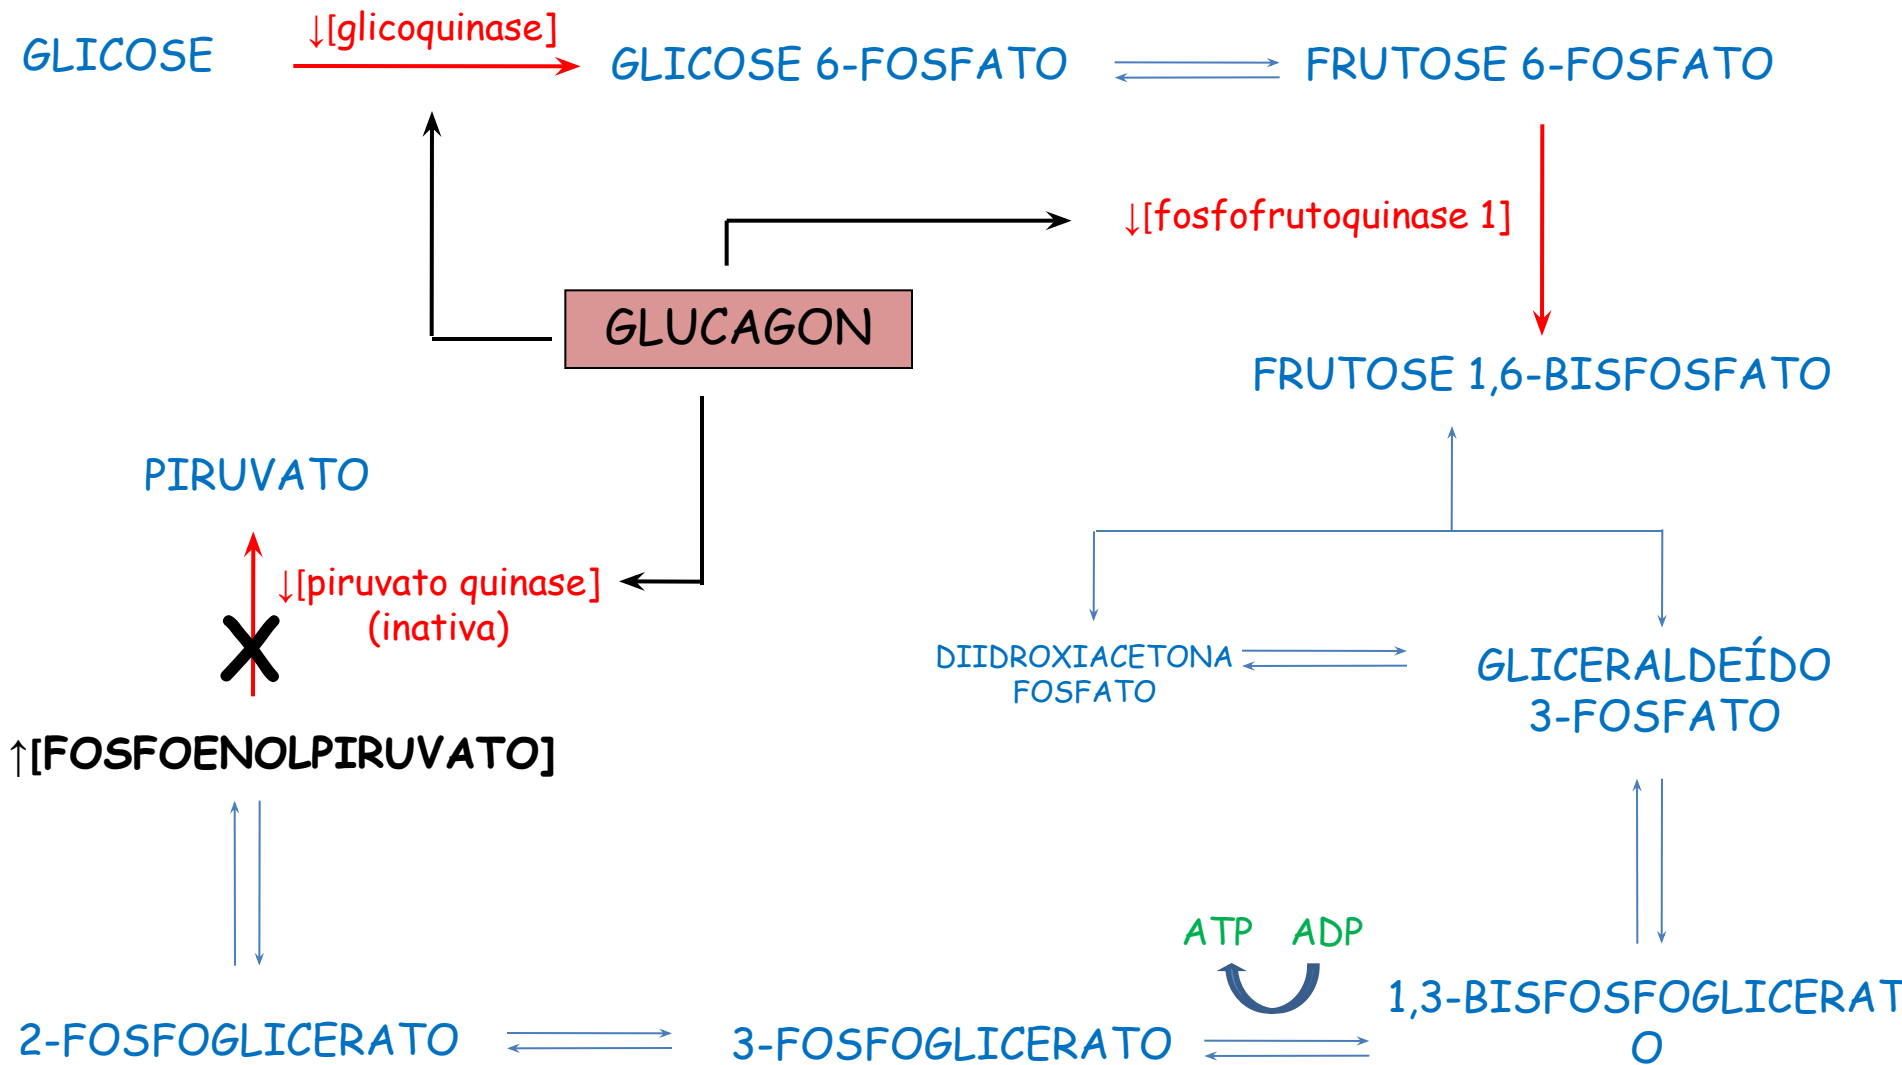 GLICOSE
↓[glicoquinase]
GLICOSE 6-FOSFATO
FRUTOSE 6-FOSFATO
↓[fosfofrutoquinase 1]
GLUCAGON
FRUTOSE 1,6-BISFOSFATO
PIRUVATO
↓[piruvato quinase]
(inativa)
X
DIIDROXIACETONA
FOSFATO
GLICERALDEÍDO
3-FOSFATO
↑[FOSFOENOLPIRUVATO]
ATP ADP
1,3-BISFOSFOGLICERAT
O
2-FOSFOGLICERATO
3-FOSFOGLICERATO